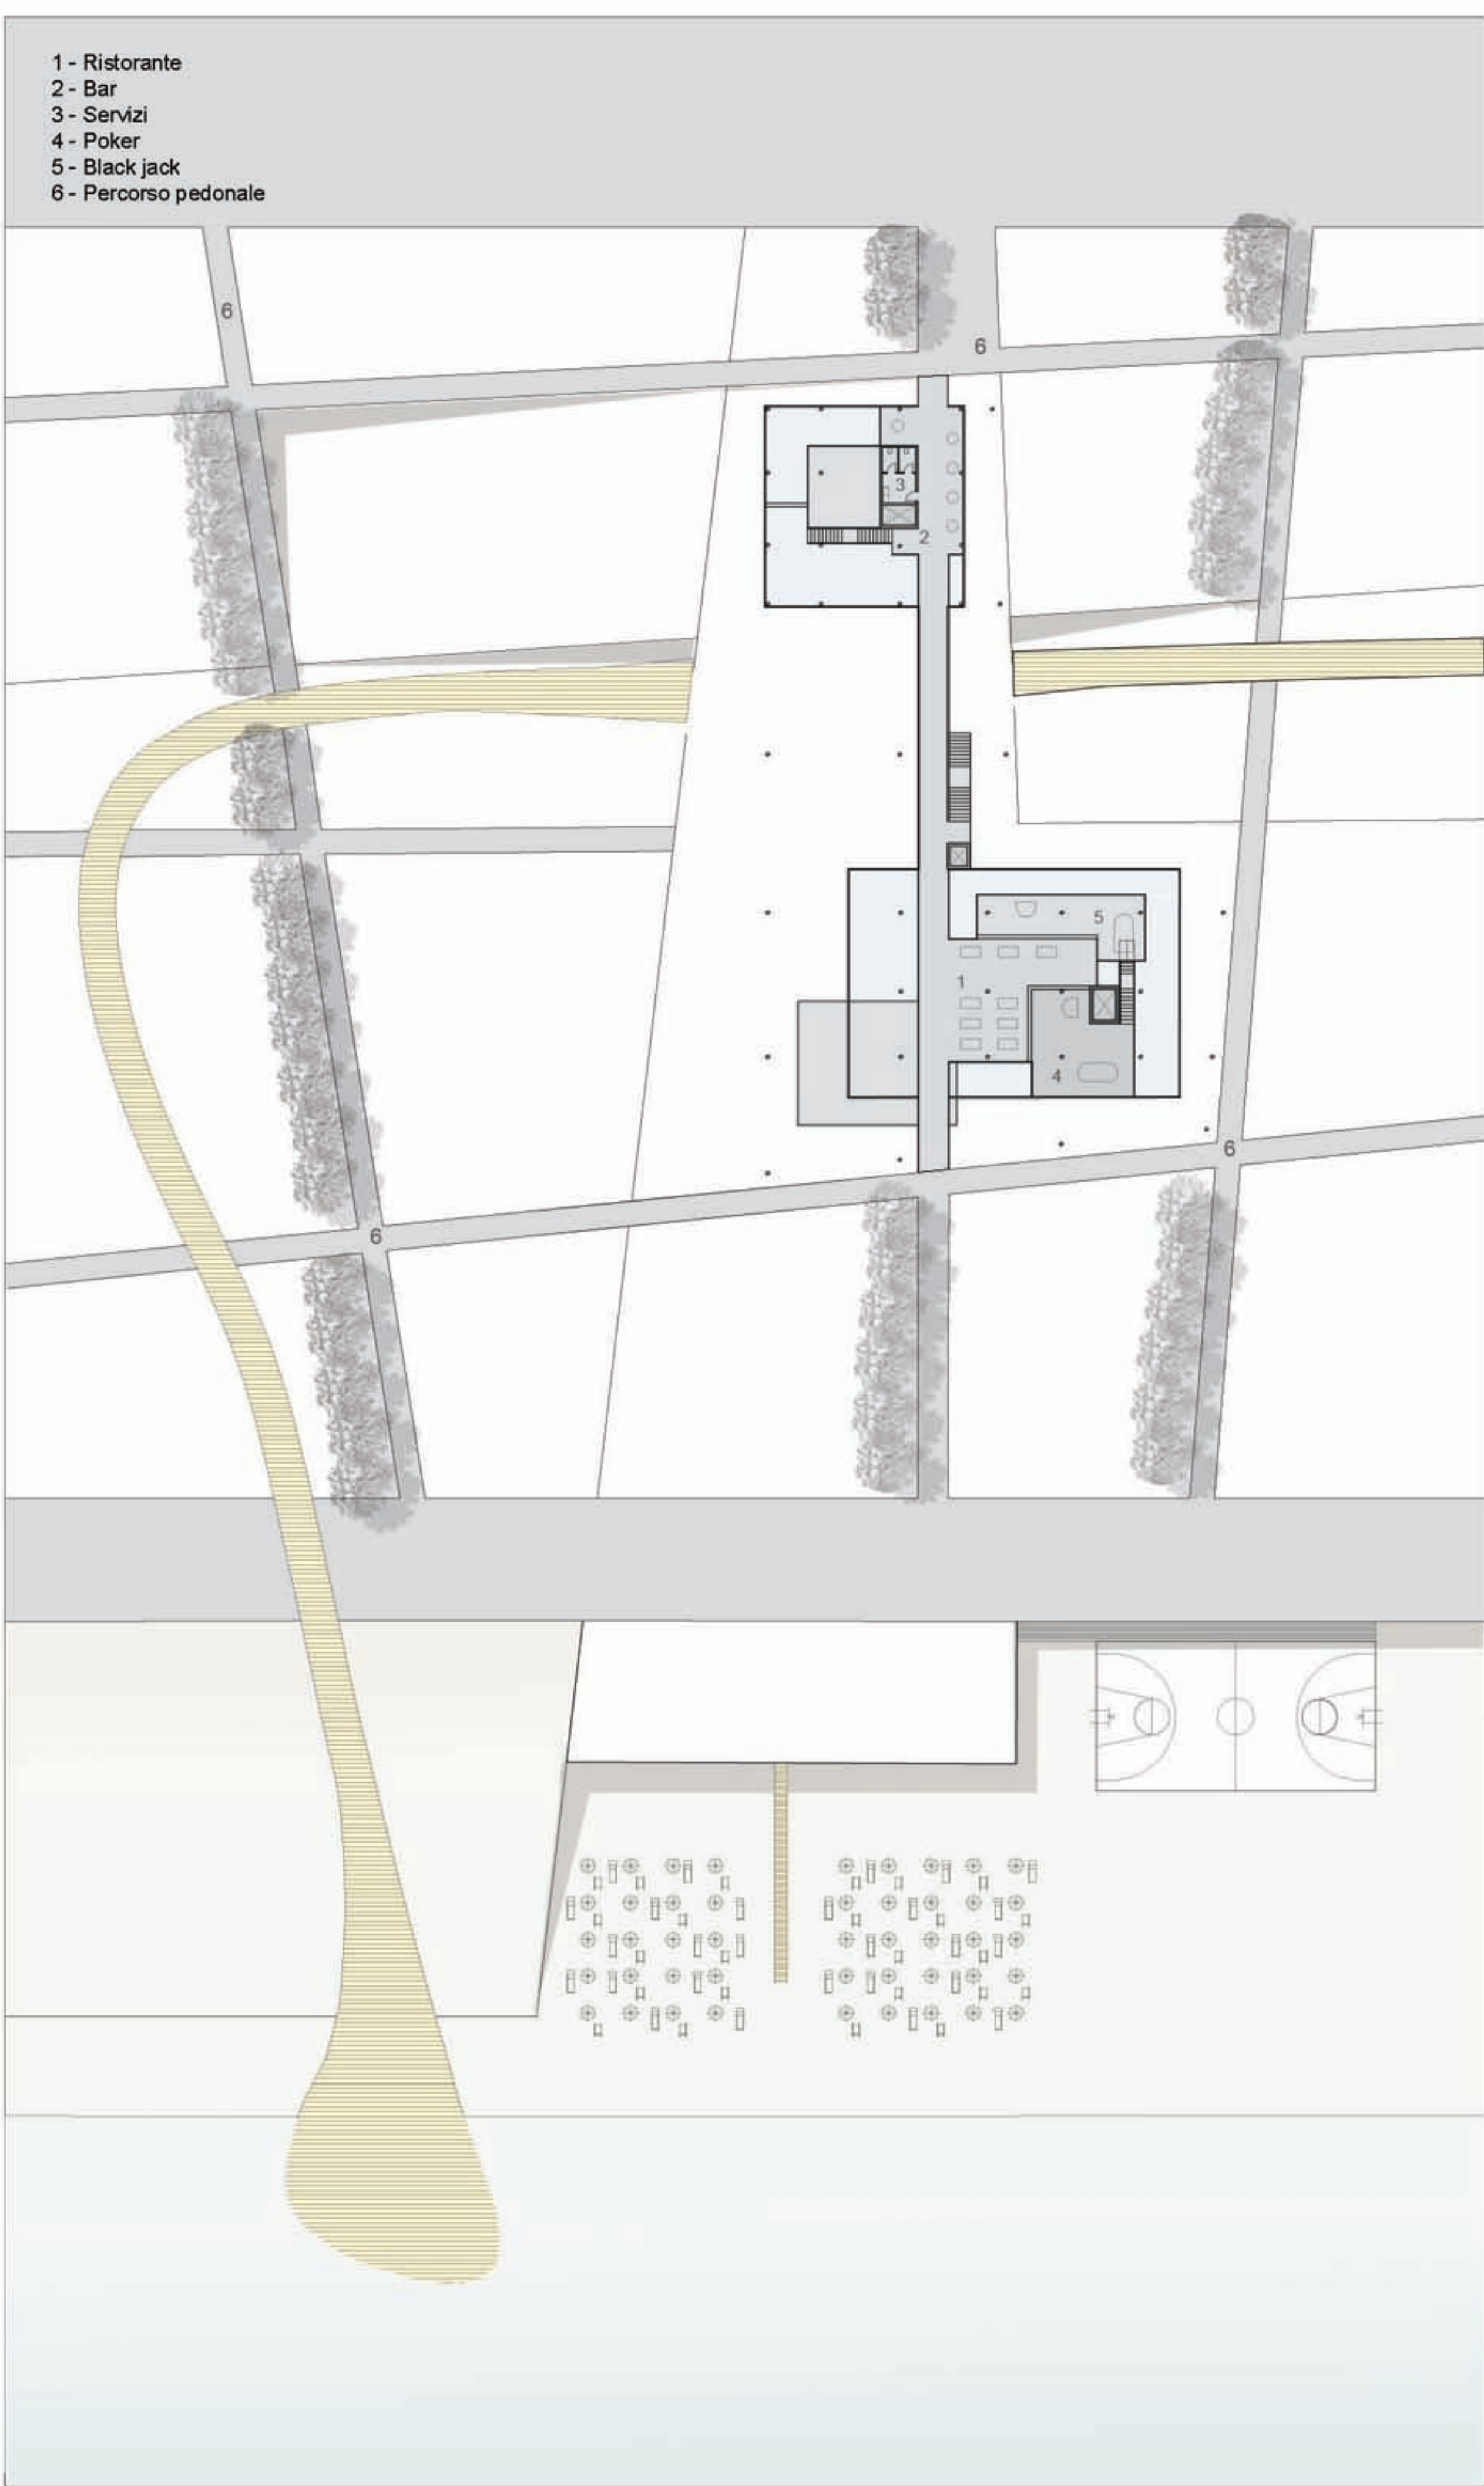 1 - Ristorante
2 - Bar
3 - Servizi
4 - Poker
5 - Black jack
6 - Percorso pedonale
6
6
3
2
5
1
4
6
6